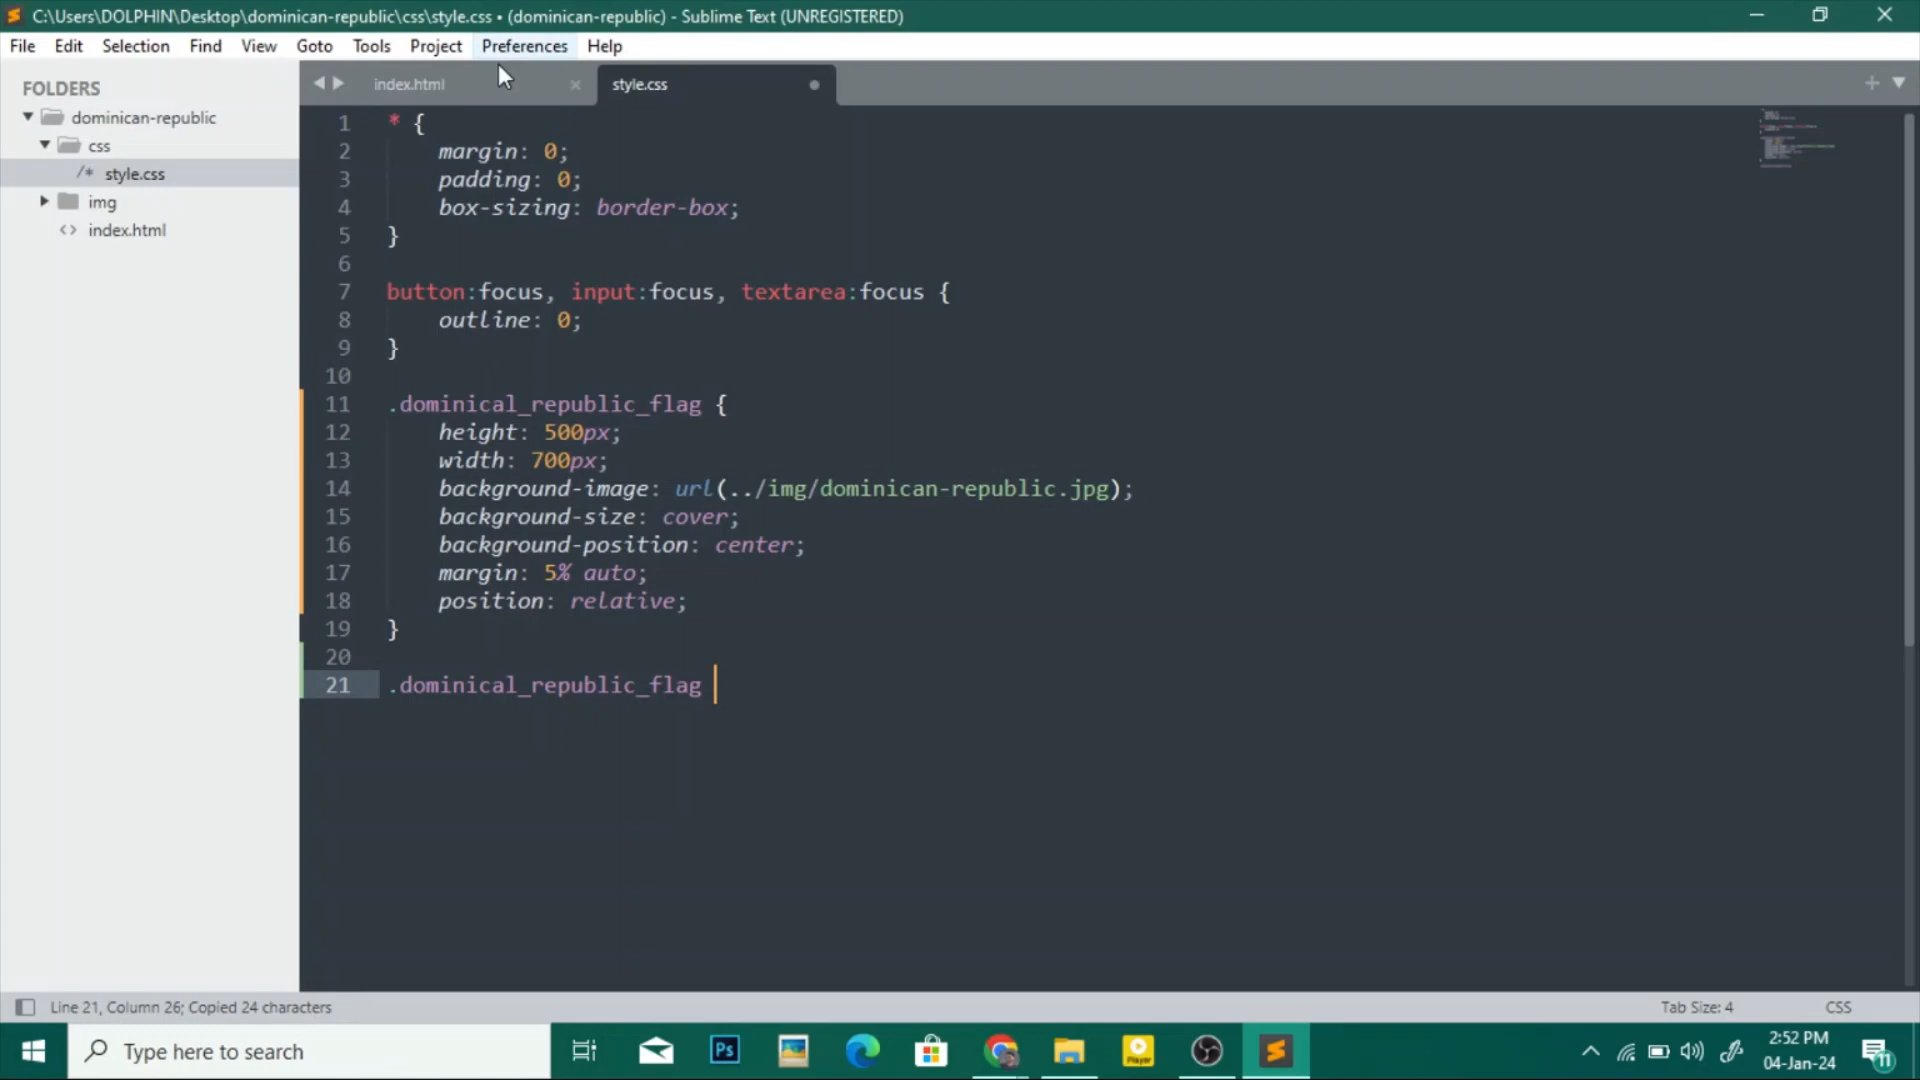 C:\Users\DOLPHIN\Desktop\dominican-republic\css\style.css • (dominican-republic) - Sublime Text (UNREGISTERED)
File Edit Selection Find View Goto Tools Project Preferences Help
FOLDERS
dominican-republic
css
/* style.css
img
<> index.html
index.html
style.css
1 * {
2 margin: 0;
3 padding: 0;
4 box-sizing: border-box;
5 }
6
7 button:focus, input:focus, textarea:focus {
8 outline: 0;
9 }
10
11 .dominical_republic_flag {
12 height: 500px;
13 width: 700px;
14 background-image: url(../img/dominican-republic.jpg);
15 background-size: cover;
16 background-position: center;
17 margin: 5% auto;
18 position: relative;
19 }
20
21 .dominical_republic_flag
Line 21, Column 26; Copied 24 characters
Tab Size: 4
CSS
Type here to search
Ps
Player
2:52 PM
04-Jan-24
11